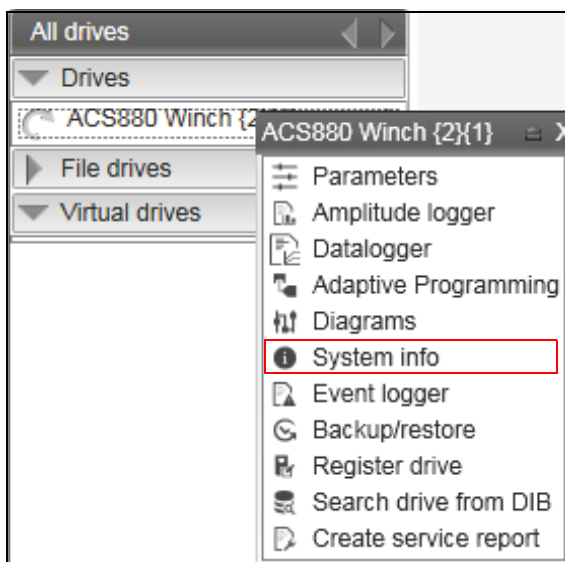 All drives
Drives
ACS880 Winch {2
File drives
Virtual drives
ACS880 Winch {2}{1}
X
Parameters
Amplitude logger
Datalogger
Adaptive Programming
Diagrams
System info
Event logger
Backup/restore
Register drive
Search drive from DIB
Create service report